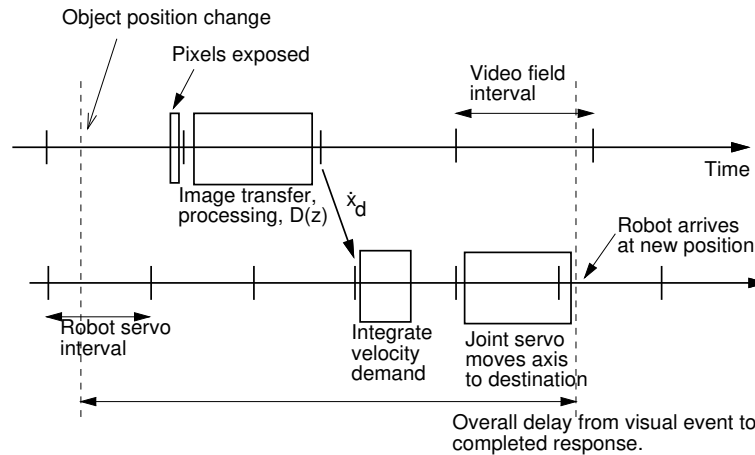 Object position change
Pixels exposed
Video field
interval
Time
Image transfer,
processing, D(z)
ẋd
Robot arrives
at new position
Robot servo
interval
Integrate
velocity
demand
Joint servo
moves axis
to destination
Overall delay from visual event to
completed response.